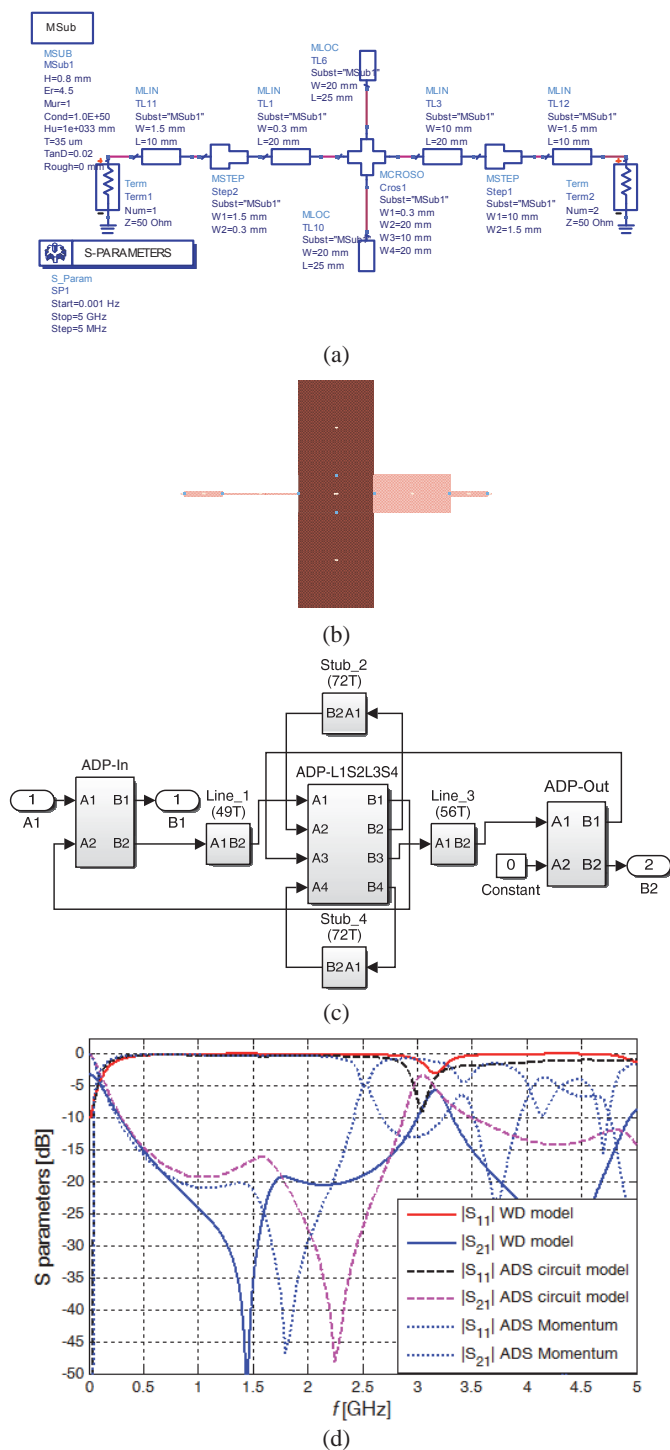 MSub
MSUB
MSub1
H=0.8 mm
Er=4.5
Mur=1
Cond=1.0E+50
Hu=1e+033 mm
T=35 um
TanD=0.02
Rough=0 mm
Term
Term1
Num=1
Z=50 Ohm
MLIN
TL11
Subst="MSub1"
W=1.5 mm
L=10 mm
MSTEP
Step2
Subst="MSub1"
W1=1.5 mm
W2=0.3 mm
MLIN
TL1
Subst="MSub1"
W=0.3 mm
L=20 mm
MLOC
TL6
Subst="MSub1"
W=20 mm
L=25 mm
MLOC
TL10
Subst="MSub1"
W=20 mm
L=25 mm
MCROSO
Cros1
Subst="MSub1"
W1=0.3 mm
W2=20 mm
W3=10 mm
W4=20 mm
MLIN
TL3
Subst="MSub1"
W=10 mm
L=20 mm
MSTEP
Step1
Subst="MSub1"
W1=10 mm
W2=1.5 mm
MLIN
TL12
Subst="MSub1"
W=1.5 mm
L=10 mm
Term
Term2
Num=2
Z=50 Ohm
S-PARAMETERS
S_Param
SP1
Start=0.001 Hz
Stop=5 GHz
Step=5 MHz
(a)
(b)
Stub_2
(72T)
B2A1
ADP-In
1
A1
A1 B1
A2 B2
1
B1
Line_1
(49T)
A1B2
ADP-L1S2L3S4
A1 B1
A2 B2
A3 B3
A4 B4
Line_3
(56T)
A1 B2
ADP-Out
A1 B1
A2 B2
0
Constant
2
B2
Stub_4
(72T)
B2A1
(c)
S parameters [dB]
0
-5
-10
-15
-20
-25
-30
-35
-40
-45
-50
|S11| WD model
|S21| WD model
|S11| ADS circuit model
|S21| ADS circuit model
|S11| ADS Momentum
|S21| ADS Momentum
0 0.5 1 1.5 2 2.5 3 3.5 4 4.5 5
f [GHz]
(d)